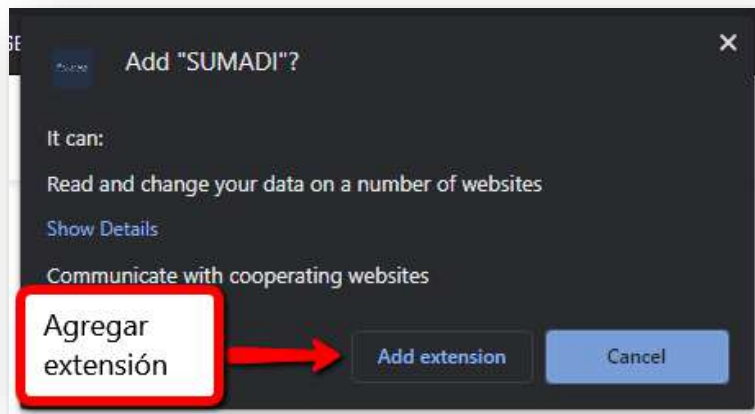 Add "SUMADI"?
It can:
Read and change your data on a number of websites
Show Details
Communicate with cooperating websites
Agregar
extensión
Add extension
Cancel